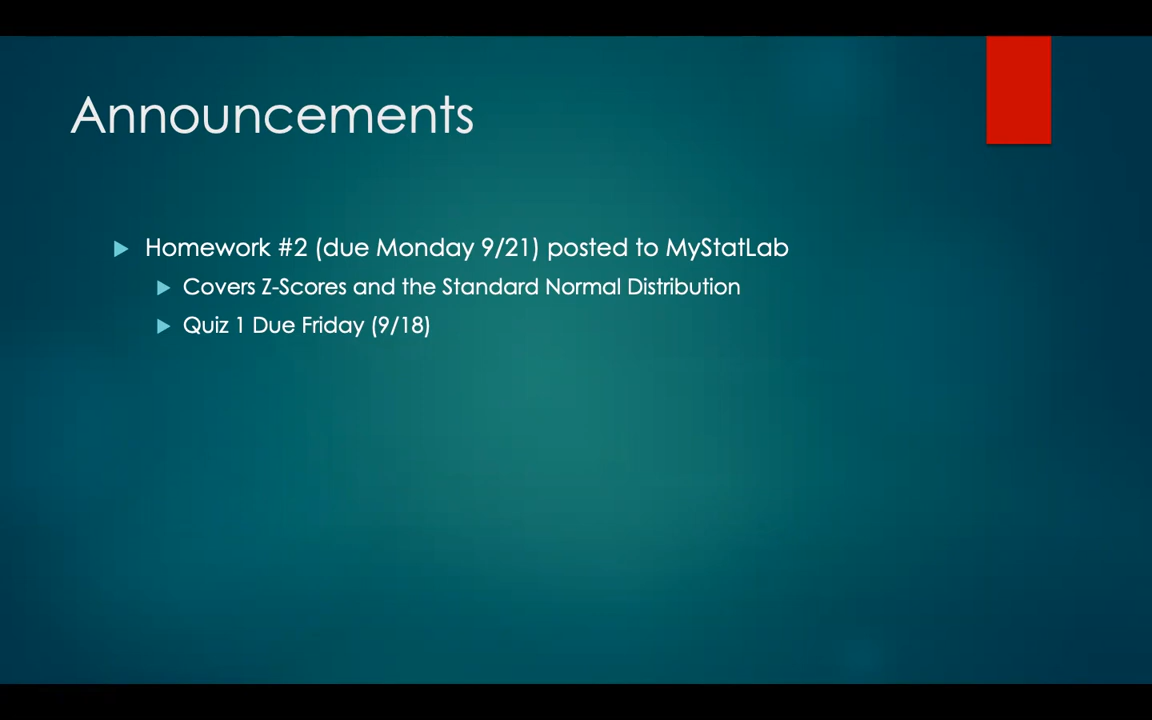 Announcements
Homework #2 (due Monday 9/21) posted to MyStatLab
Covers Z-Scores and the Standard Normal Distribution
Quiz 1 Due Friday (9/18)